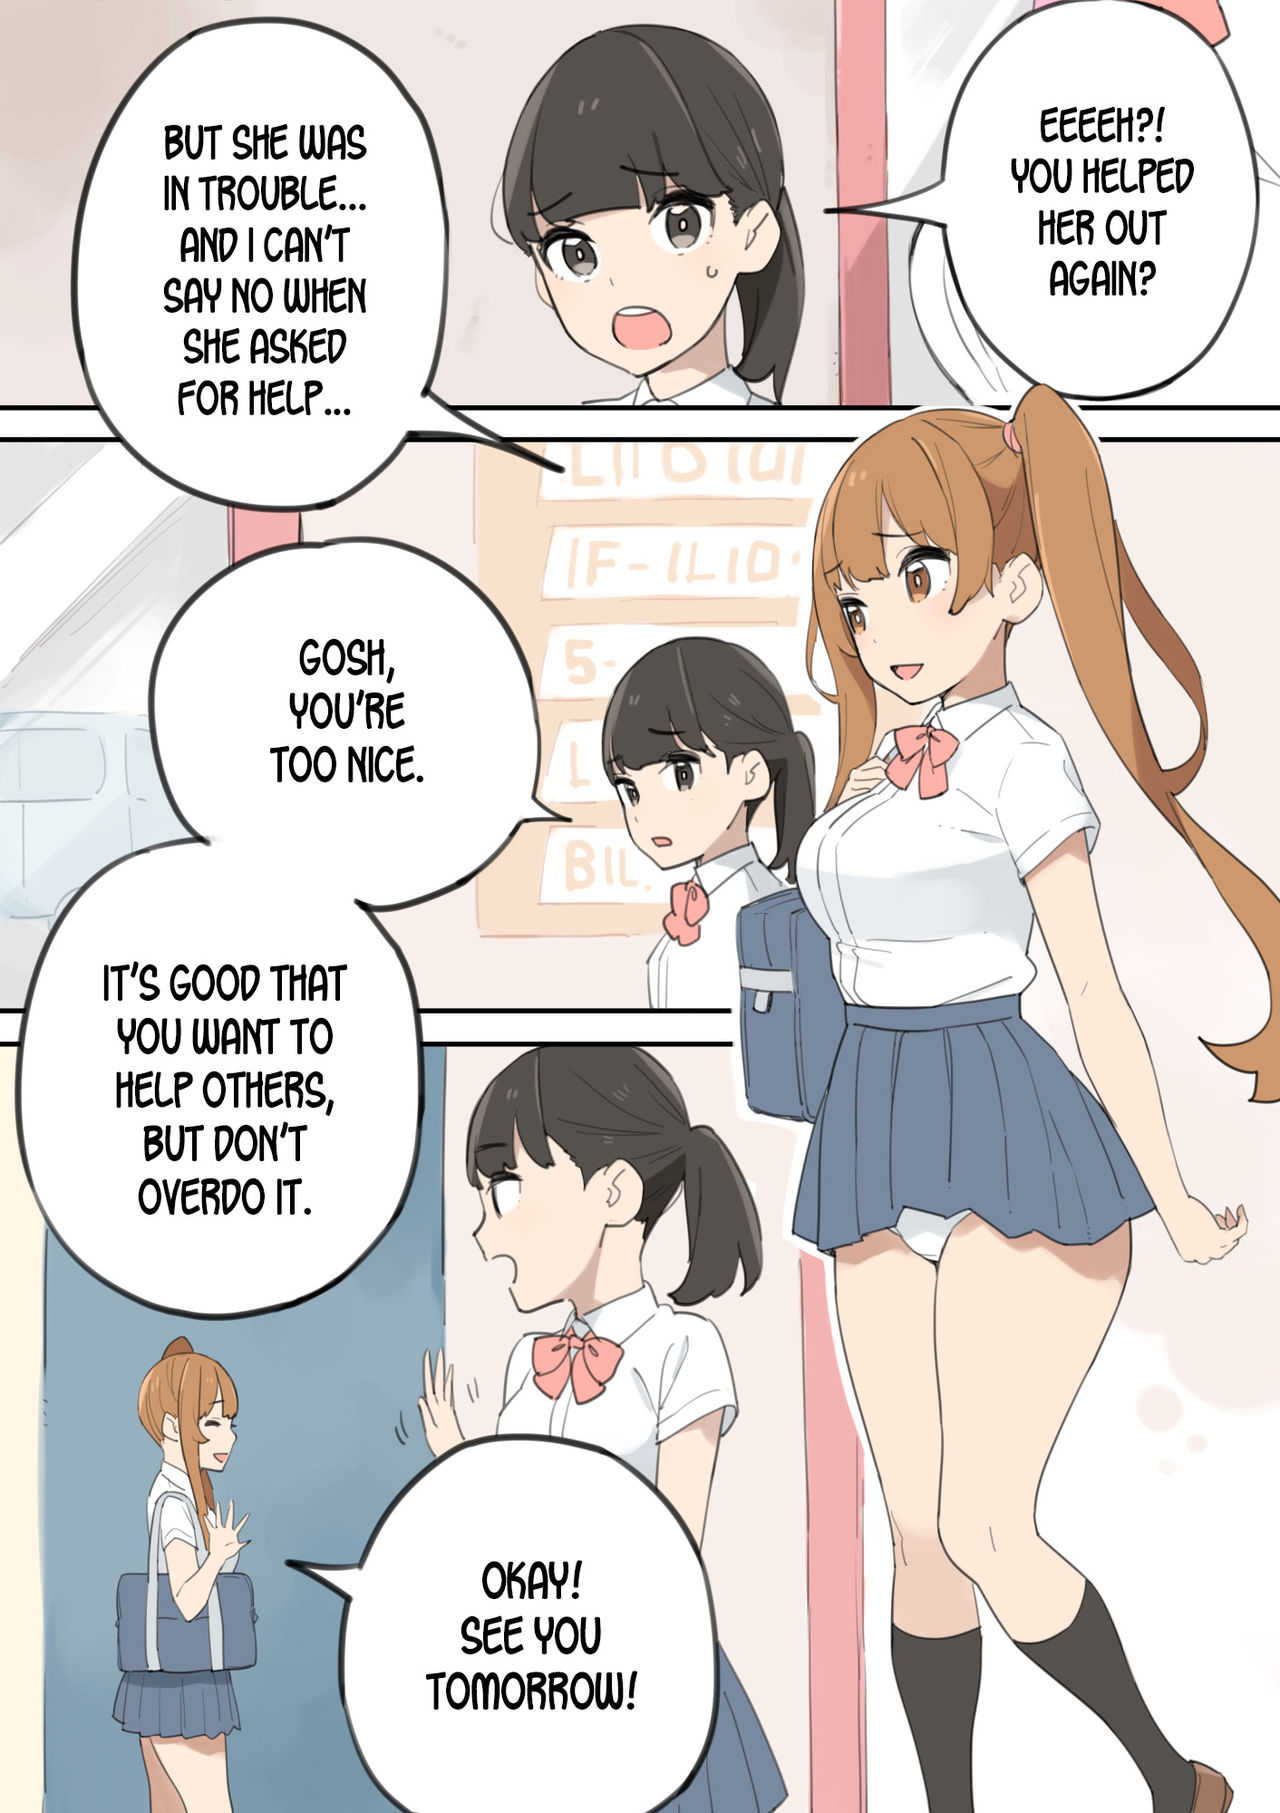 EEEEH?!
YOU HELPED
HER OUT
AGAIN?
BUT SHE WAS
IN TROUBLE...
AND I CAN'T
SAY NO WHEN
SHE ASKED
FOR HELP...
GOSH,
YOU'RE
TOO NICE.
IT'S GOOD THAT
YOU WANT TO
HELP OTHERS,
BUT DON'T
OVERDO IT.
OKAY!
SEE YOU
TOMORROW!